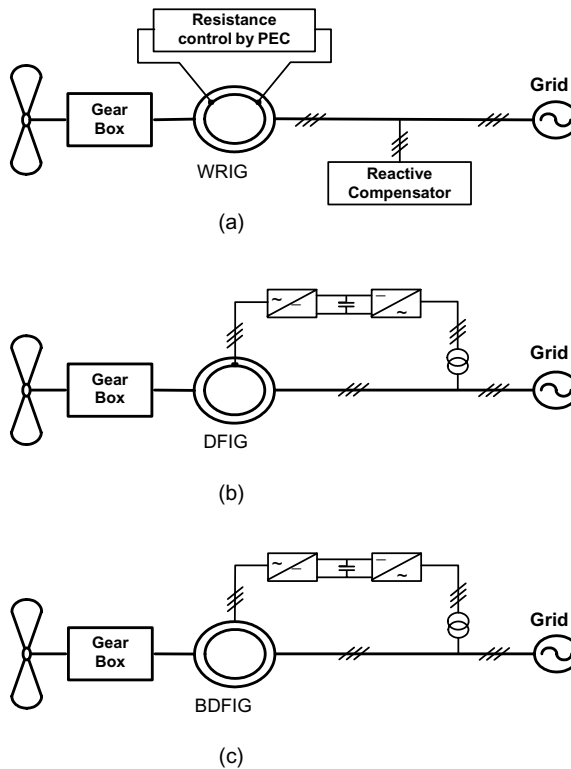 Resistance
control by PEC
Gear
Box
WRIG
Grid
Reactive
Compensator
(a)
Gear
Box
DFIG
Grid
(b)
Gear
Box
BDFIG
Grid
(c)